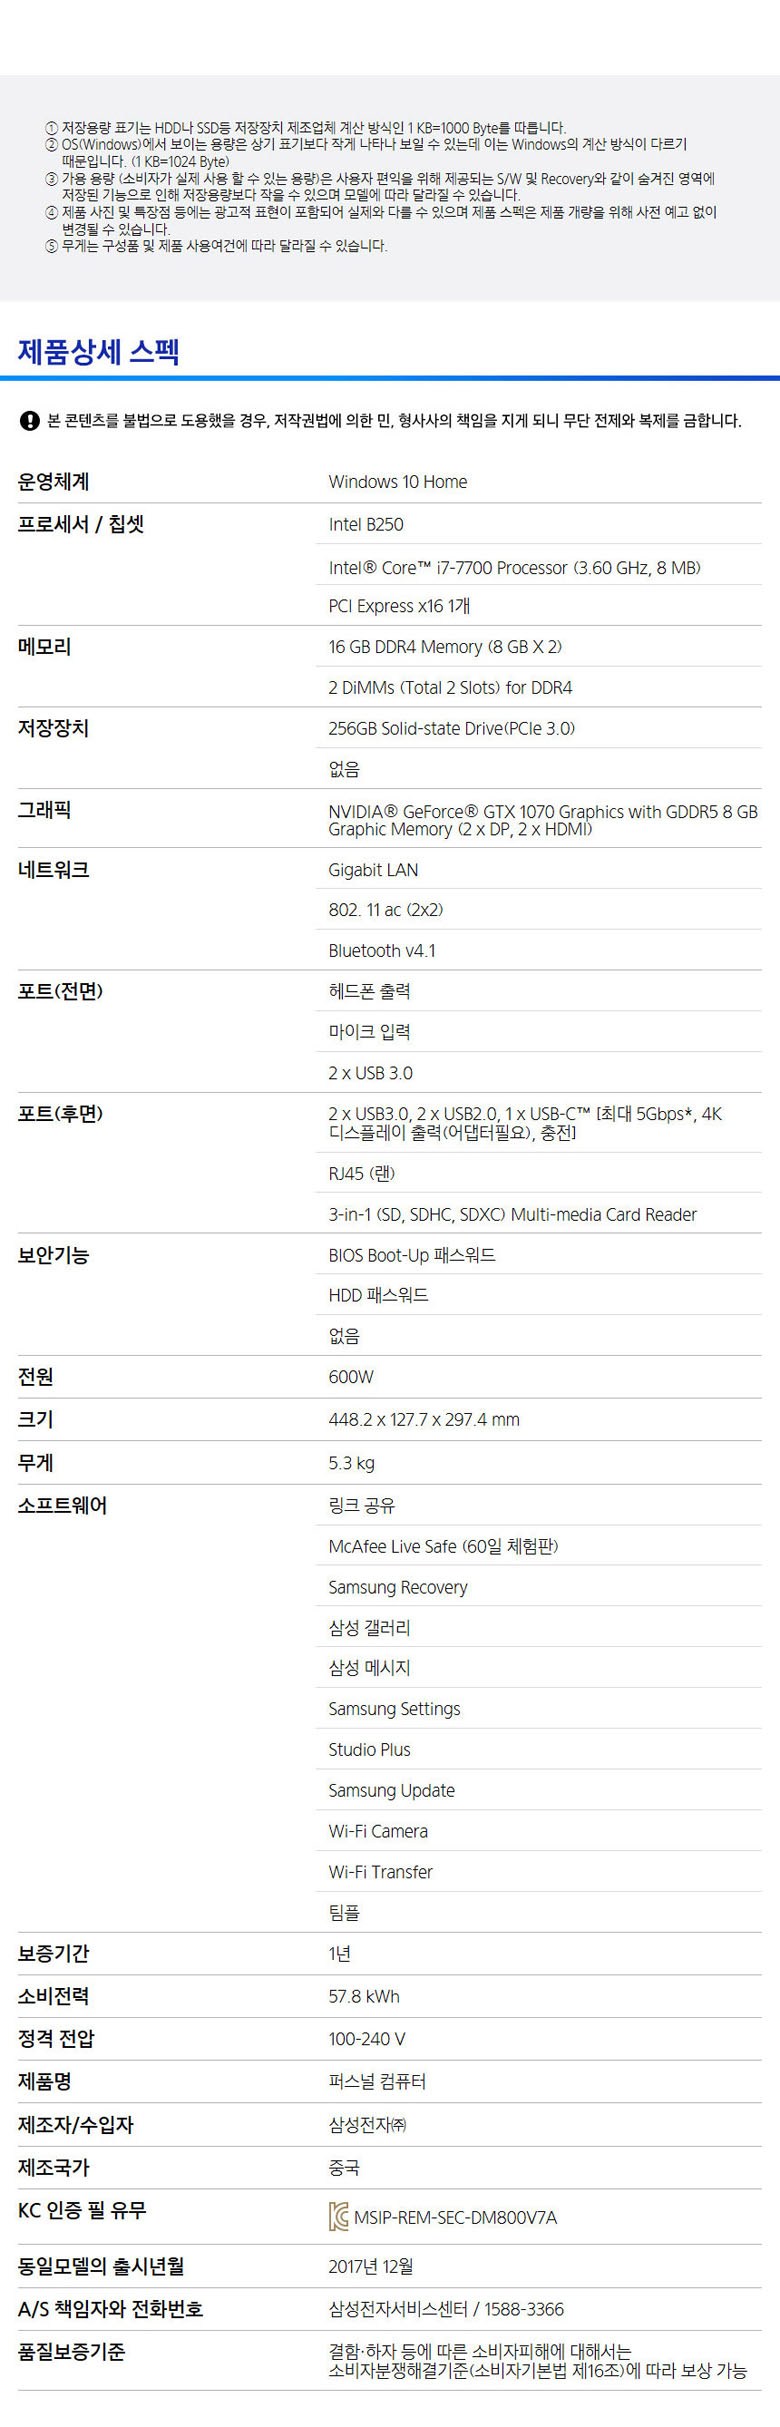 ① 저장용량 표기는 HDD나 SSD등 저장장치 제조업체 계산 방식인 1 KB=1000 Byte를 따릅니다.
② OS(Windows)에서 보이는 용량은 상기 표기보다 작게 나타나 보일 수 있는데 이는 Windows의 계산 방식이 다르기
때문입니다. (1 KB=1024 Byte)
③ 가용 용량 (소비자가 실제 사용 할 수 있는 용량)은 사용자 편익을 위해 제공되는 S/W 및 Recovery와 같이 숨겨진 영역에
저장된 기능으로 인해 저장용량보다 작을 수 있으며 모델에 따라 달라질 수 있습니다.
④ 제품 사진 및 특장점 등에는 광고적 표현이 포함되어 실제와 다를 수 있으며 제품 스펙은 제품 개량을 위해 사전 예고 없이
변경될 수 있습니다.
⑤ 무게는 구성품 및 제품 사용여건에 따라 달라질 수 있습니다.
제품상세 스펙
본 콘텐츠를 불법으로 도용했을 경우, 저작권법에 의한 민, 형사사의 책임을 지게 되니 무단 전제와 복제를 금합니다.
운영체계 Windows 10 Home
프로세서 / 칩셋 Intel B250
Intel® Core™ i7-7700 Processor (3.60 GHz, 8 MB)
PCI Express x16 1개
메모리 16 GB DDR4 Memory (8 GB X 2)
2 DiMMs (Total 2 Slots) for DDR4
저장장치 256GB Solid-state Drive(PCIe 3.0)
없음
그래픽 NVIDIA® GeForce® GTX 1070 Graphics with GDDR5 8 GB
Graphic Memory (2 x DP, 2 x HDMI)
네트워크 Gigabit LAN
802. 11 ac (2x2)
Bluetooth v4.1
포트(전면) 헤드폰 출력
마이크 입력
2 x USB 3.0
포트(후면) 2 x USB3.0, 2 x USB2.0, 1 x USB-C™ [최대 5Gbps*, 4K
디스플레이 출력(어댑터필요), 충전]
RJ45 (랜)
3-in-1 (SD, SDHC, SDXC) Multi-media Card Reader
보안기능 BIOS Boot-Up 패스워드
HDD 패스워드
없음
전원 600W
크기 448.2 x 127.7 x 297.4 mm
무게 5.3 kg
소프트웨어 링크 공유
McAfee Live Safe (60일 체험판)
Samsung Recovery
삼성 갤러리
삼성 메시지
Samsung Settings
Studio Plus
Samsung Update
Wi-Fi Camera
Wi-Fi Transfer
팀플
보증기간 1년
소비전력 57.8 kWh
정격 전압 100-240 V
제품명 퍼스널 컴퓨터
제조자/수입자 삼성전자㈜
제조국가 중국
KC 인증 필 유무 MSIP-REM-SEC-DM800V7A
동일모델의 출시년월 2017년 12월
A/S 책임자와 전화번호 삼성전자서비스센터 / 1588-3366
품질보증기준 결함·하자 등에 따른 소비자피해에 대해서는
소비자분쟁해결기준(소비자기본법 제16조)에 따라 보상 가능